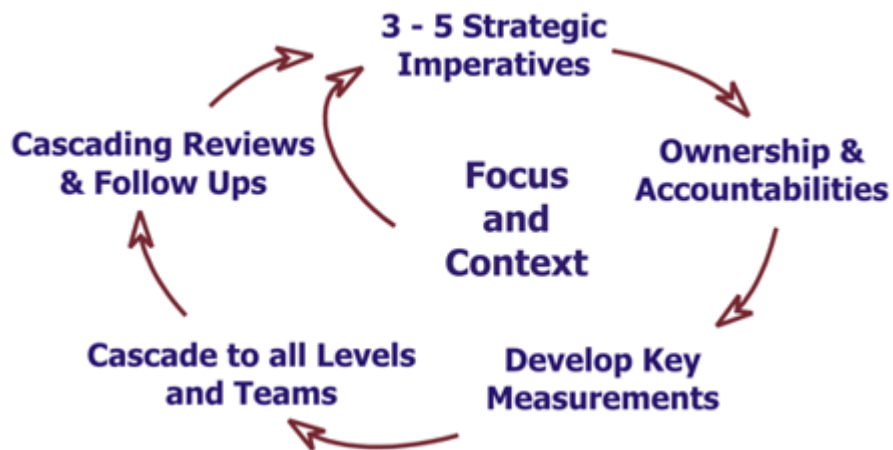 3 - 5 Strategic
Imperatives
Ownership &
Accountabilities
Develop Key
Measurements
Cascade to all Levels
and Teams
Cascading Reviews
& Follow Ups
Focus
and
Context